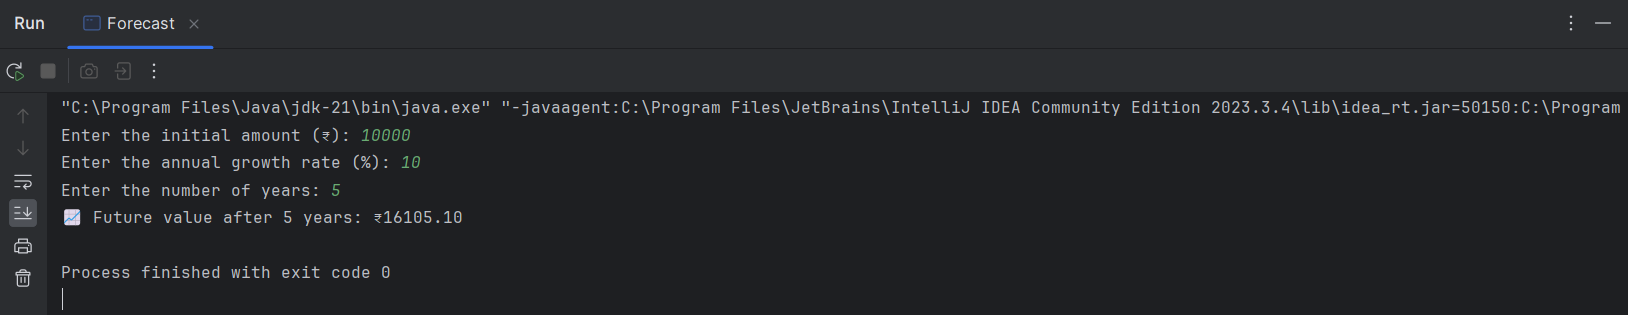 Run Forecast
"C:\Program Files\Java\jdk-21\bin\java.exe" "-javaagent:C:\Program Files\JetBrains\IntelliJ IDEA Community Edition 2023.3.4\lib\idea_rt.jar=50150:C:\Program
Enter the initial amount (₹): 10000
Enter the annual growth rate (%): 10
Enter the number of years: 5
📈 Future value after 5 years: ₹16105.10
Process finished with exit code 0